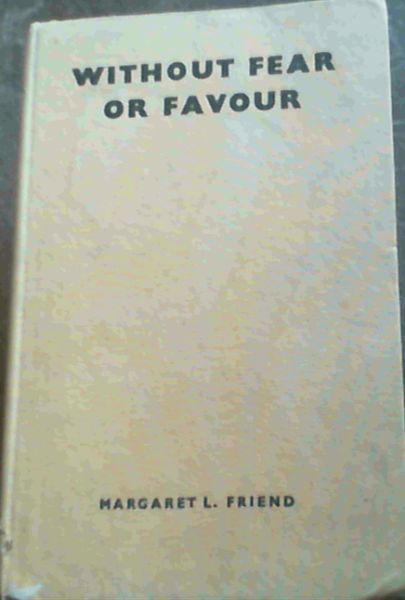 WITHOUT FEAR
OR FAVOUR
MARGARET L. FRIEND